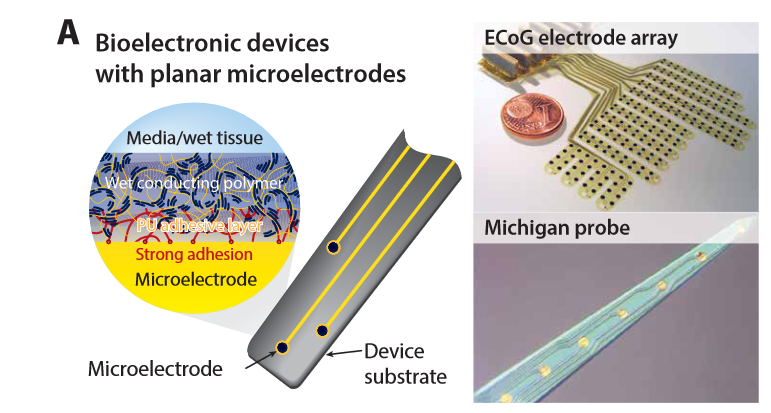 A
Bioelectronic devices
with planar microelectrodes
Media/wet tissue
Wet conducting polymer
PU adhesive layer
Strong adhesion
Microelectrode
Microelectrode
Device
substrate
ECoG electrode array
Michigan probe